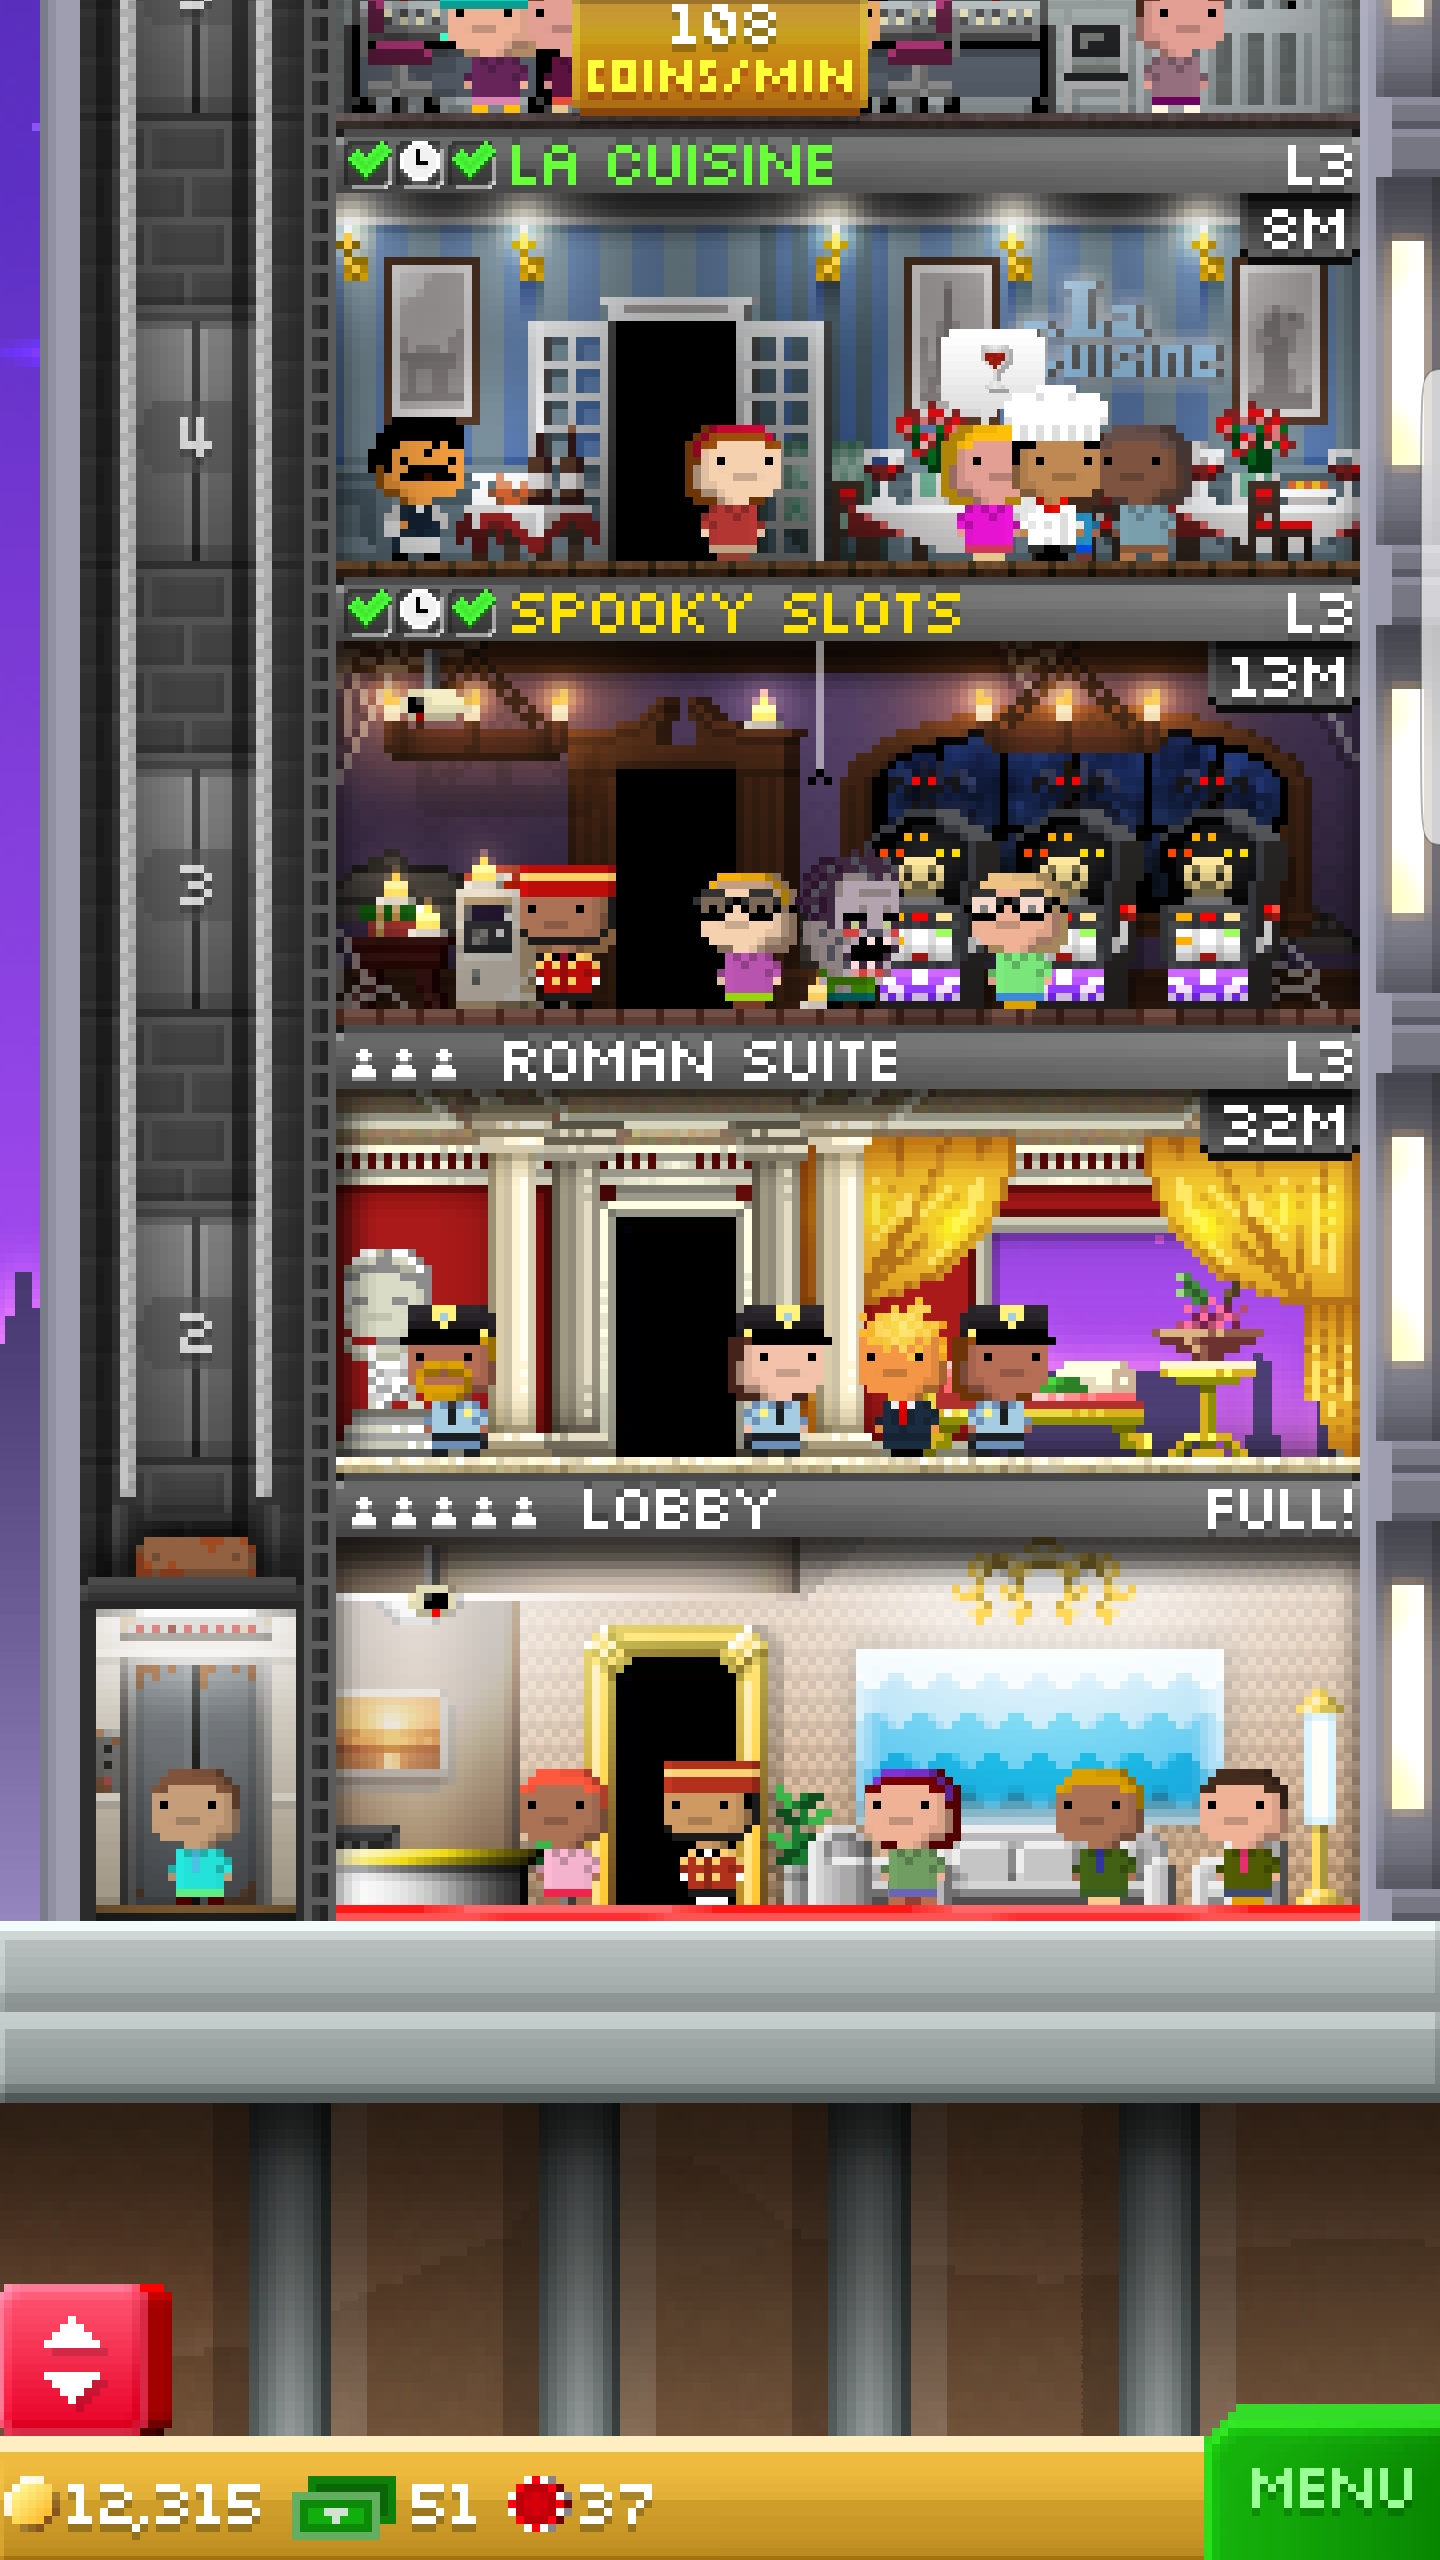 108
COINS/MIN
LA CUISINE L3
8M
La
Cuisine
4
SPOOKY SLOTS L3
13M
3
ROMAN SUITE L3
32M
2
LOBBY FULL!
12,315 51 37
MENU